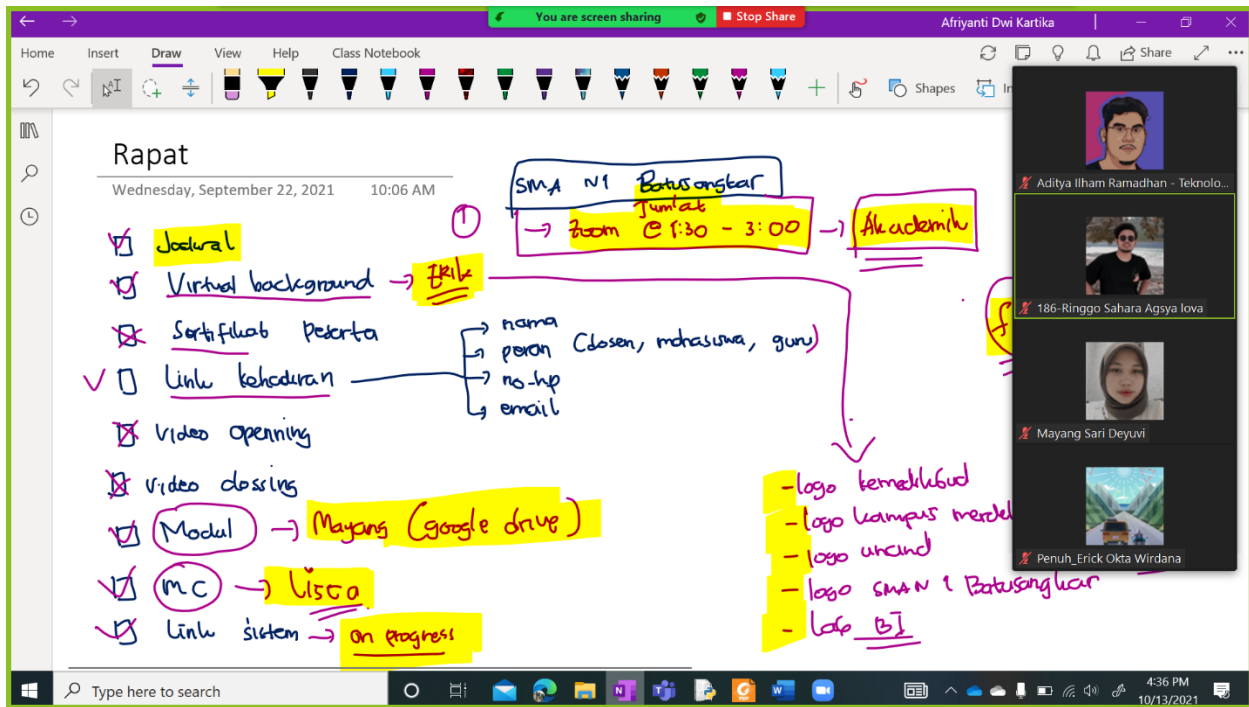 You are screen sharing
Stop Share
Afriyanti Dwi Kartika
Home Insert Draw View Help Class Notebook
Share
Shapes
Rapat
Wednesday, September 22, 2021 10:06 AM
SMA N1 Batusangkar
Jum'at
① → Zoom @ 1:30 - 3:00 → Akademik
Jadwal
Virtual background → ERik
Sertifikat peserta
Link kehadiran
→ nama
→ peran (dosen, mahasiswa, guru)
→ no-hp
→ email
video openning
video clossing
Modul → Mayang (google drive)
MC → Lisca
Link sistem → on progress
- logo kemdikbud
- logo kampus merdek
- logo unand
- logo SMAN 1 Batusangkar
- logo BI
Aditya Ilham Ramadhan - Teknolo...
186-Ringgo Sahara Agsya lova
Mayang Sari Deyuvi
Penuh_Erick Okta Wirdana
Type here to search
4:36 PM
10/13/2021